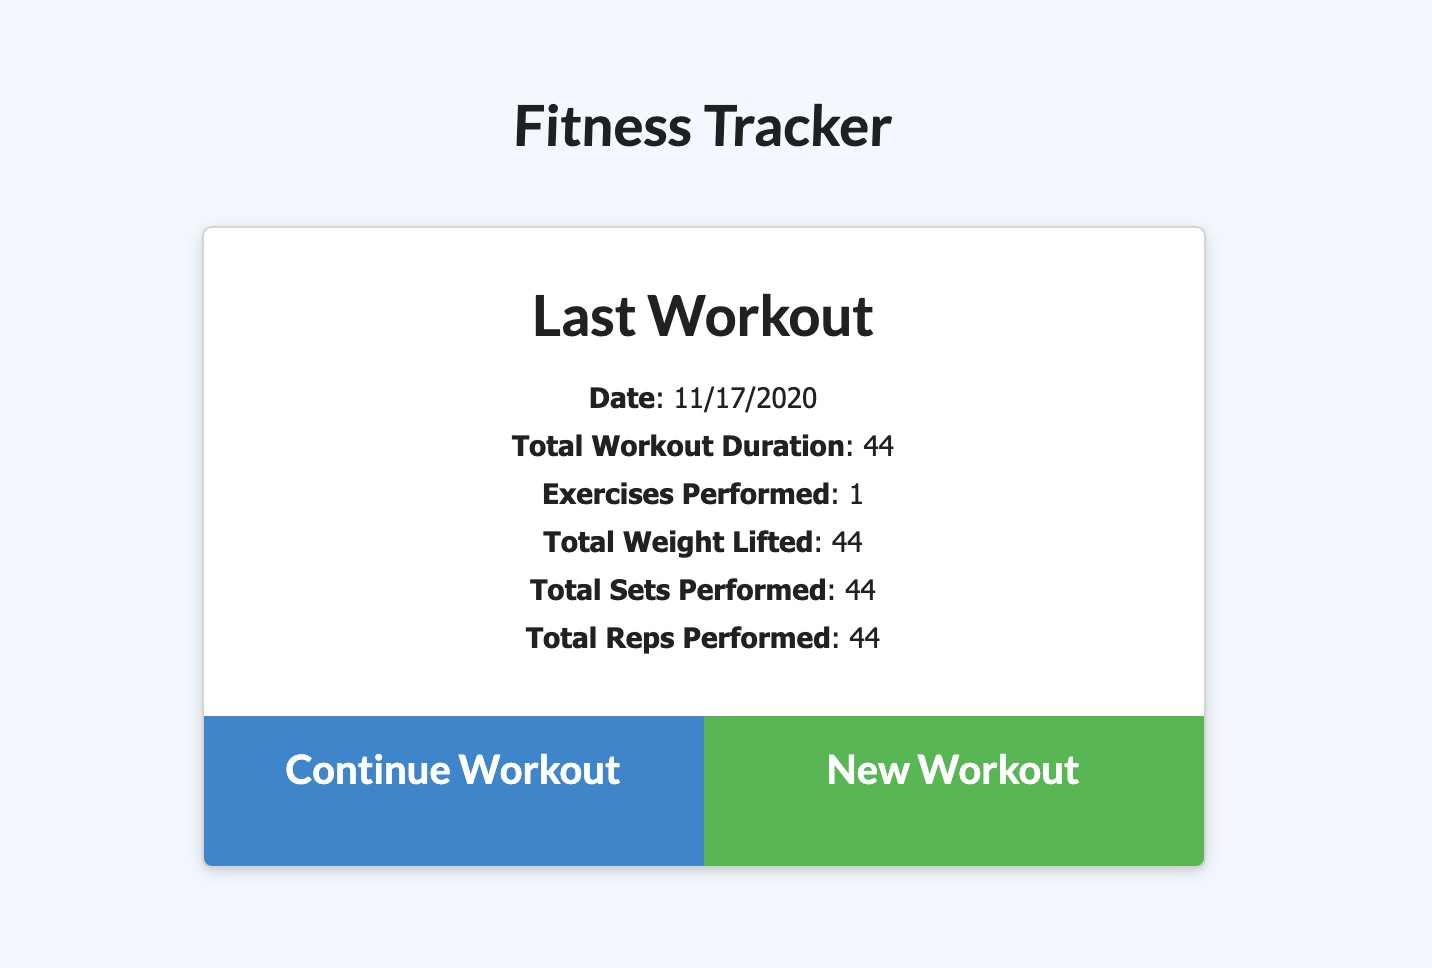 Fitness Tracker
Last Workout
Date: 11/17/2020
Total Workout Duration: 44
Exercises Performed: 1
Total Weight Lifted: 44
Total Sets Performed: 44
Total Reps Performed: 44
Continue Workout
New Workout